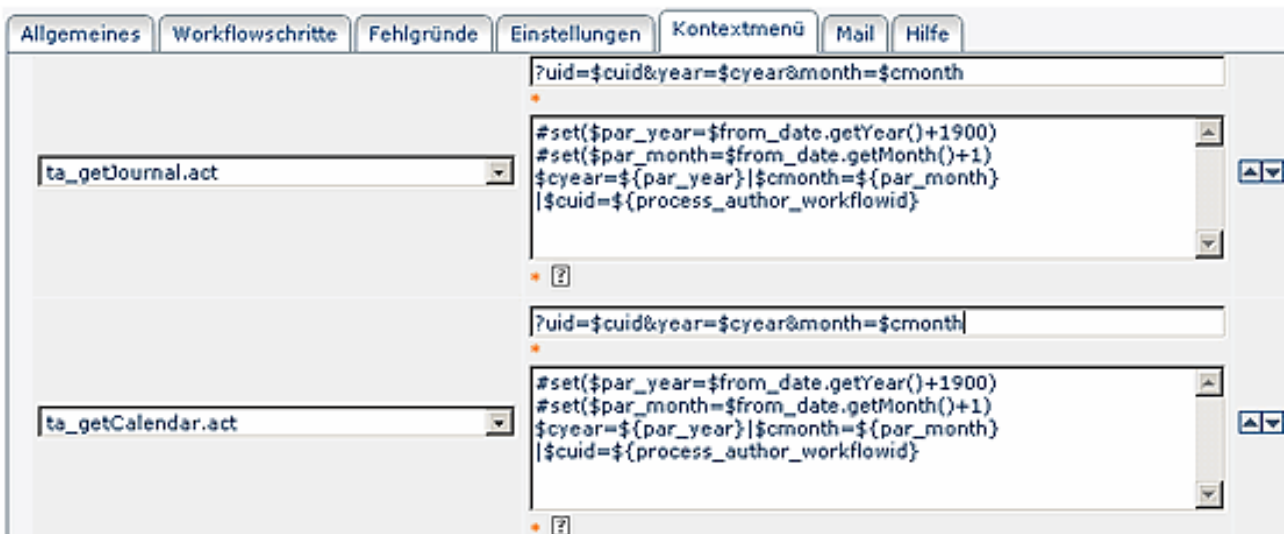 Allgemeines Workflowschritte Fehlgründe Einstellungen Kontextmenü Mail Hilfe
?uid=$cuid&year=$cyear&month=$cmonth
*
ta_getJournal.act
#set($par_year=$from_date.getYear()+1900)
#set($par_month=$from_date.getMonth()+1)
$cyear=${par_year}|$cmonth=${par_month}
|$cuid=${process_author_workflowid}
* ?
?uid=$cuid&year=$cyear&month=$cmonth
*
ta_getCalendar.act
#set($par_year=$from_date.getYear()+1900)
#set($par_month=$from_date.getMonth()+1)
$cyear=${par_year}|$cmonth=${par_month}
|$cuid=${process_author_workflowid}
* ?